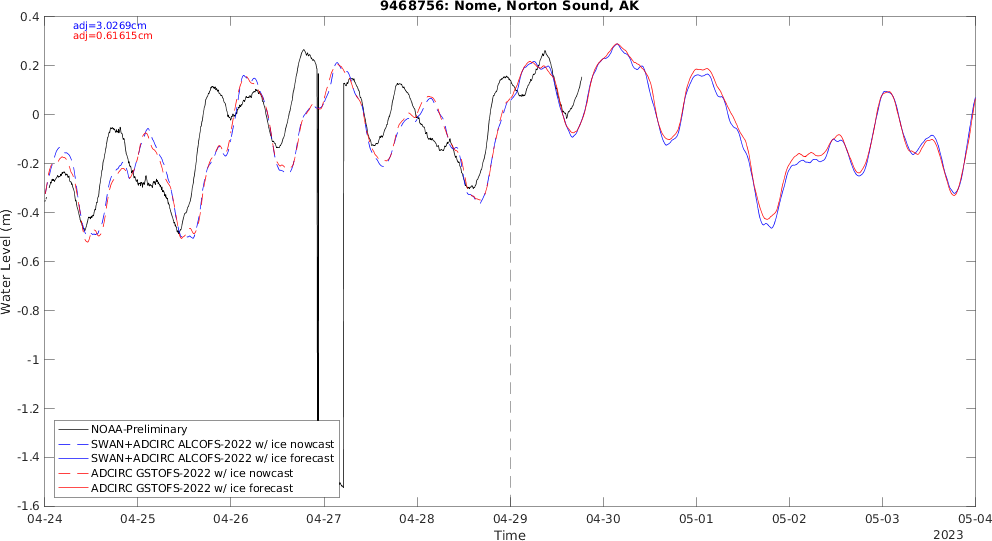 9468756: Nome, Norton Sound, AK
adj=3.0269cm
adj=0.61615cm
0.4
0.2
0
-0.2
-0.4
-0.6
-0.8
-1
-1.2
-1.4
-1.6
Water Level (m)
NOAA-Preliminary
SWAN+ADCIRC ALCOFS-2022 w/ ice nowcast
SWAN+ADCIRC ALCOFS-2022 w/ ice forecast
ADCIRC GSTOFS-2022 w/ ice nowcast
ADCIRC GSTOFS-2022 w/ ice forecast
04-24 04-25 04-26 04-27 04-28 04-29 04-30 05-01 05-02 05-03 05-04
Time
2023